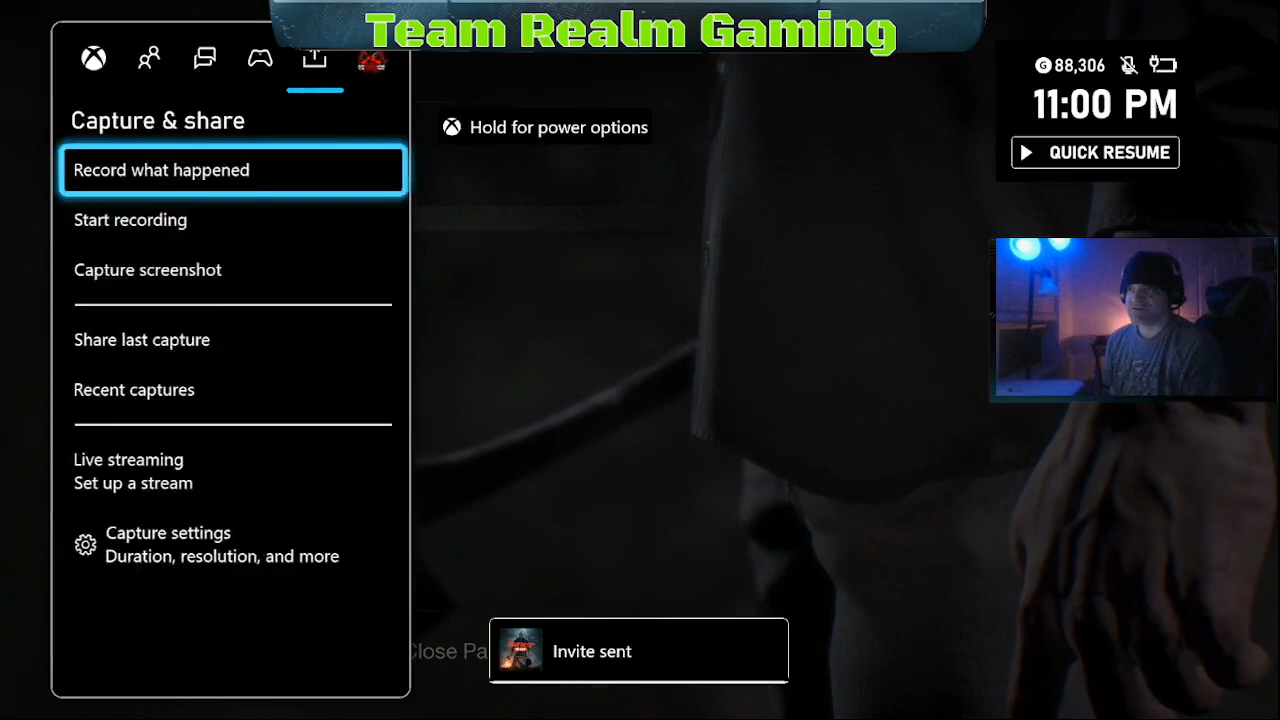 Team Realm Gaming
G 88,306
11:00 PM
QUICK RESUME
Capture & share
Hold for power options
Record what happened
Start recording
Capture screenshot
Share last capture
Recent captures
Live streaming
Set up a stream
Capture settings
Duration, resolution, and more
Close Pa
Invite sent